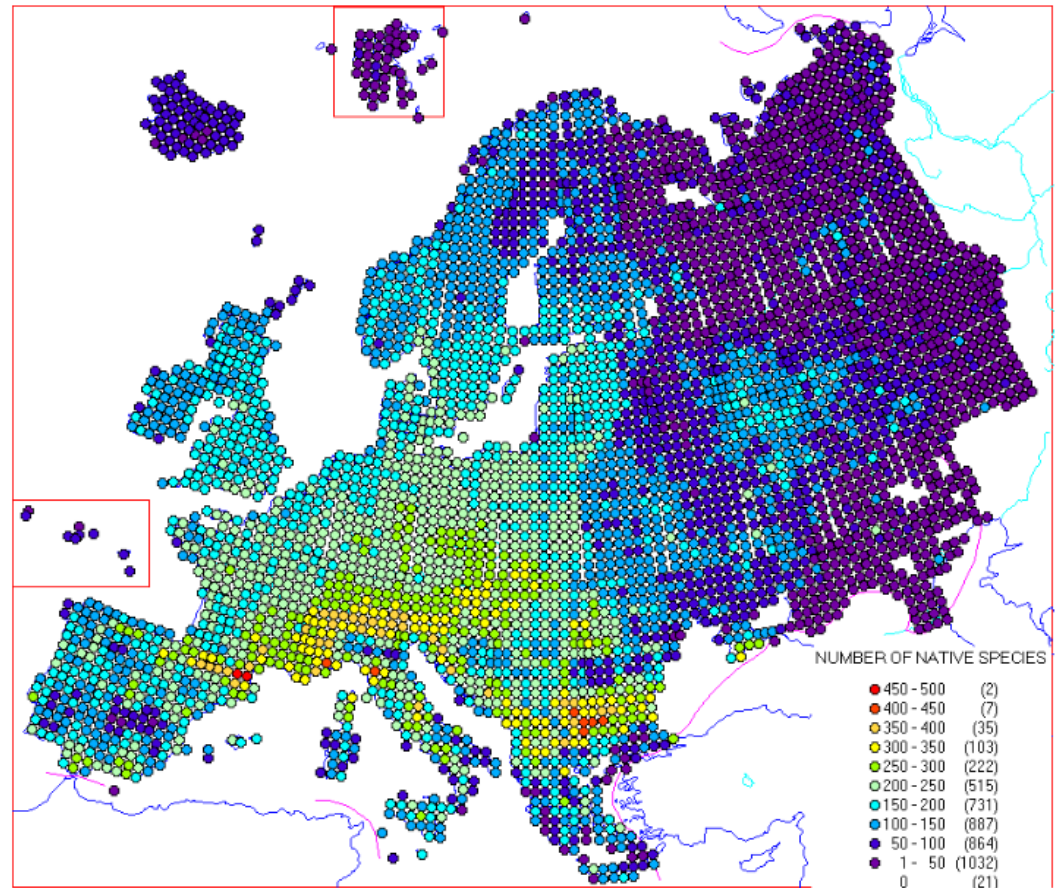 NUMBER OF NATIVE SPECIES
450 - 500 (2)
400 - 450 (7)
350 - 400 (35)
300 - 350 (103)
250 - 300 (222)
200 - 250 (515)
150 - 200 (731)
100 - 150 (887)
50 - 100 (864)
1 - 50 (1032)
0 (21)